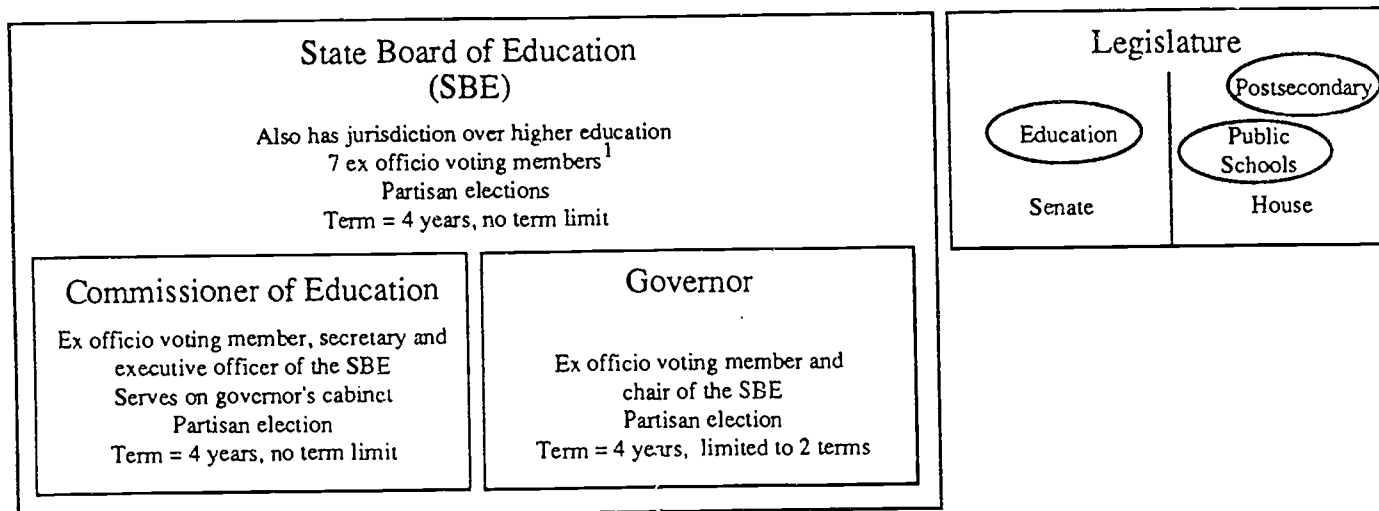 State Board of Education
(SBE)
Also has jurisdiction over higher education
7 ex officio voting members1
Partisan elections
Term = 4 years, no term limit
Commissioner of Education
Ex officio voting member, secretary and
executive officer of the SBE
Serves on governor's cabinet
Partisan election
Term = 4 years, no term limit
Governor
Ex officio voting member and
chair of the SBE
Partisan election
Term = 4 years, limited to 2 terms
Legislature
Education
Senate
Postsecondary
Public
Schools
House